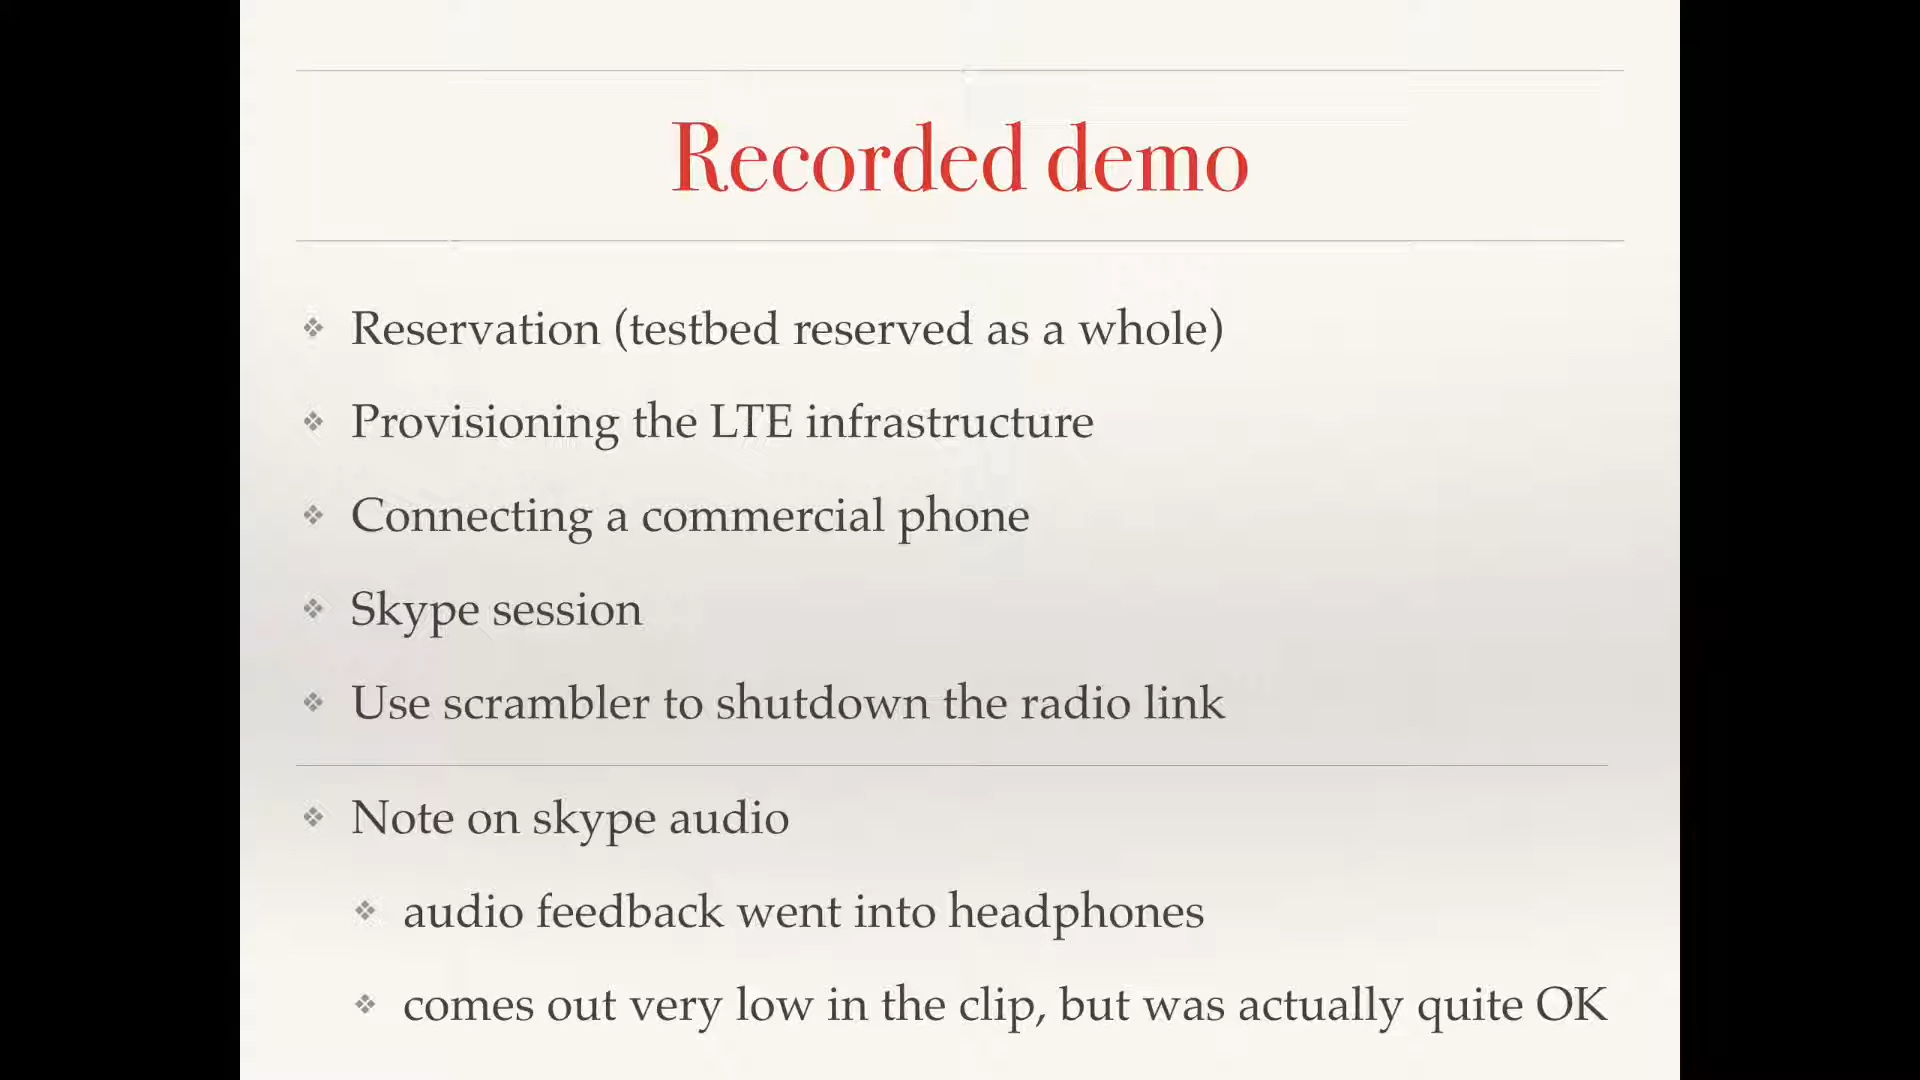 Recorded demo
Reservation (testbed reserved as a whole)
Provisioning the LTE infrastructure
Connecting a commercial phone
Skype session
Use scrambler to shutdown the radio link
Note on skype audio
audio feedback went into headphones
comes out very low in the clip, but was actually quite OK